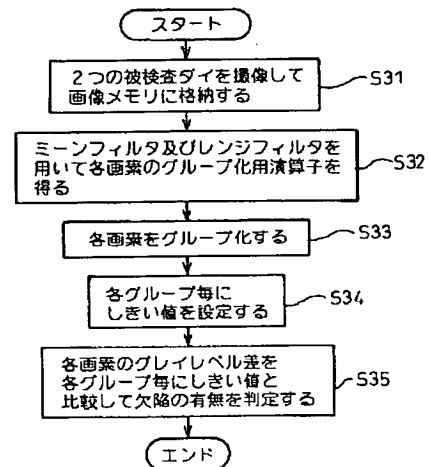 スタート
2つの被検査ダイを撮像して
画像メモリに格納する
S31
ミーンフィルタ及びレンジフィルタを
用いて各画素のグループ化用演算子を
得る
S32
各画素をグループ化する
S33
各グループ毎に
しきい値を設定する
S34
各画素のグレイレベル差を
各グループ毎にしきい値と
比較して欠陥の有無を判定する
S35
エンド